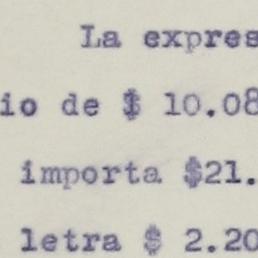 La expres
io de $ 10.08
importa $21.
letra $ 2.20